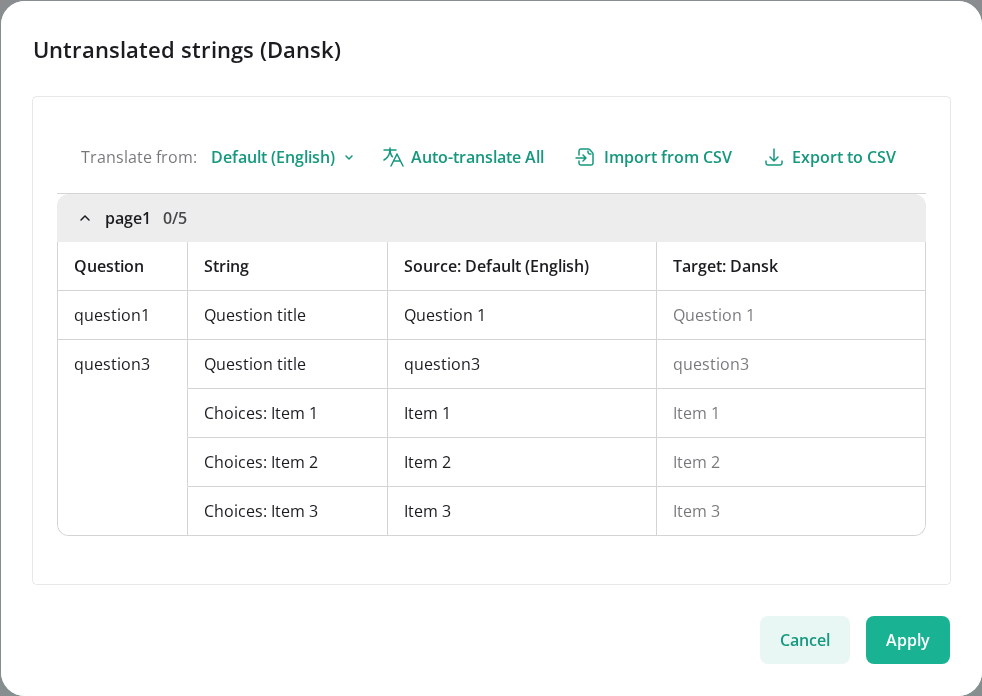 Untranslated strings (Dansk)
Translate from: Default (English) Auto-translate All Import from CSV Export to CSV
page1 0/5
Question String Source: Default (English) Target: Dansk
question1 Question title Question 1 Question 1
question3 Question title question3 question3
Choices: Item 1 Item 1 Item 1
Choices: Item 2 Item 2 Item 2
Choices: Item 3 Item 3 Item 3
Cancel Apply